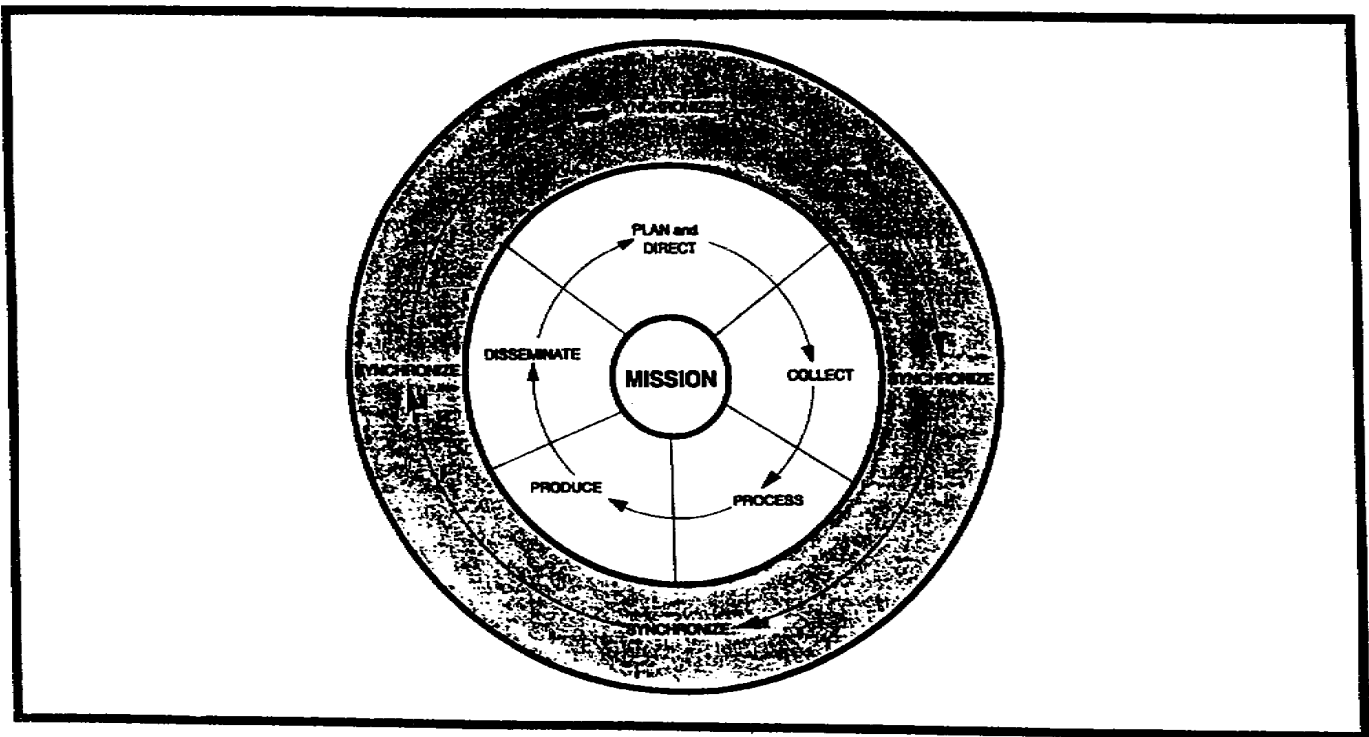 SYNCHRONIZE
PLAN and
DIRECT
DISSEMINATE
MISSION
COLLECT
SYNCHRONIZE
SYNCHRONIZE
PRODUCE
PROCESS
SYNCHRONIZE